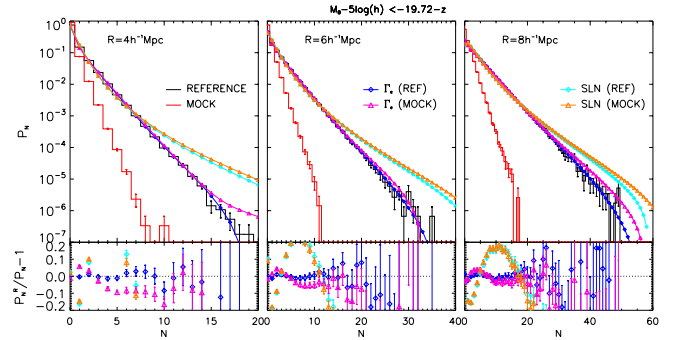 M_B-5log(h) <-19.72-z
R=4h⁻¹Mpc
R=6h⁻¹Mpc
R=8h⁻¹Mpc
REFERENCE
MOCK
Γ_e (REF)
Γ_e (MOCK)
SLN (REF)
SLN (MOCK)
P_N
10⁰
10⁻¹
10⁻²
10⁻³
10⁻⁴
10⁻⁵
10⁻⁶
10⁻⁷
P_N^R/P_N-1
0.2
0.1
0.0
-0.1
-0.2
0 5 10 15 20
0 10 20 30 40
0 20 40 60
N N N